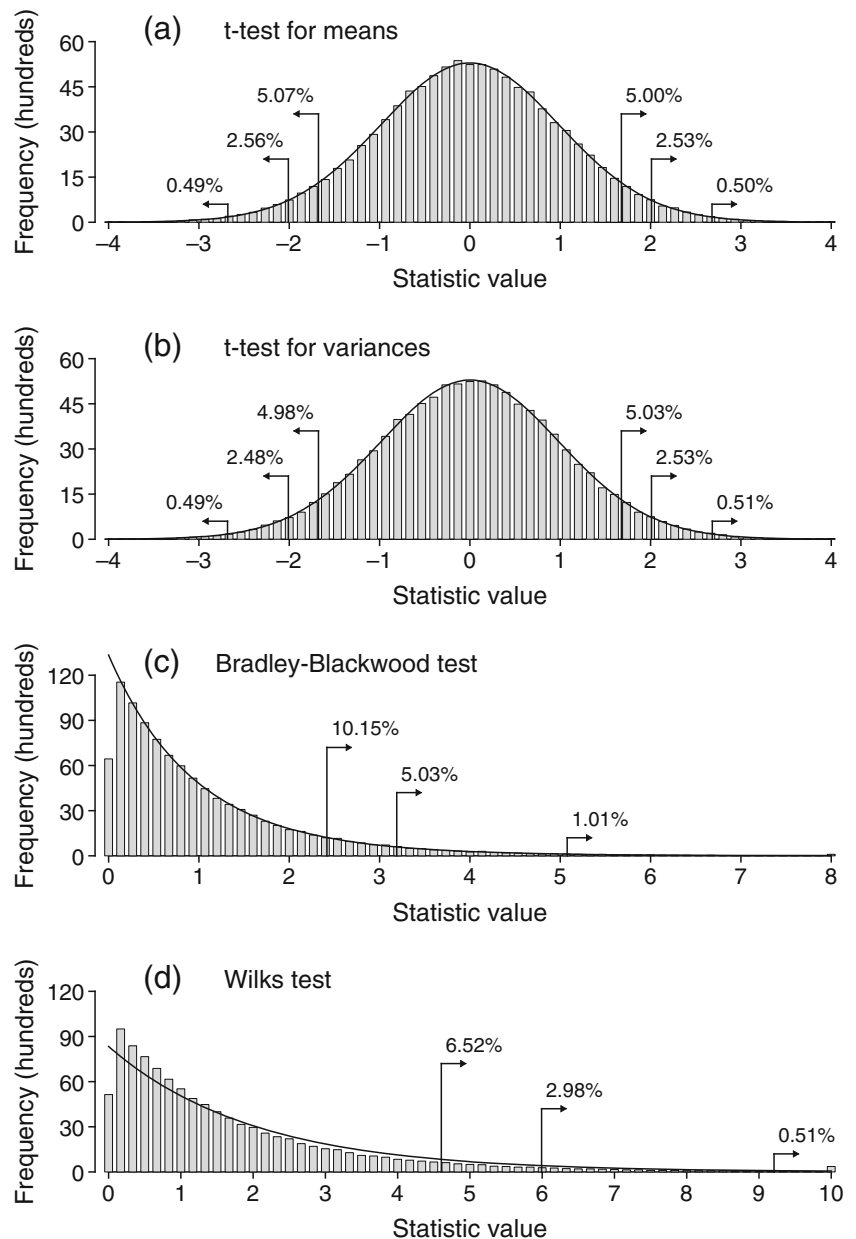 (a) t-test for means
Frequency (hundreds)
60
45
30
15
0
5.07%
5.00%
2.56%
2.53%
0.49%
0.50%
–4 –3 –2 –1 0 1 2 3 4
Statistic value
(b) t-test for variances
Frequency (hundreds)
60
45
30
15
0
4.98%
5.03%
2.48%
2.53%
0.49%
0.51%
–4 –3 –2 –1 0 1 2 3 4
Statistic value
(c) Bradley-Blackwood test
Frequency (hundreds)
120
90
60
30
0
10.15%
5.03%
1.01%
0 1 2 3 4 5 6 7 8
Statistic value
(d) Wilks test
Frequency (hundreds)
120
90
60
30
0
6.52%
2.98%
0.51%
0 1 2 3 4 5 6 7 8 9 10
Statistic value